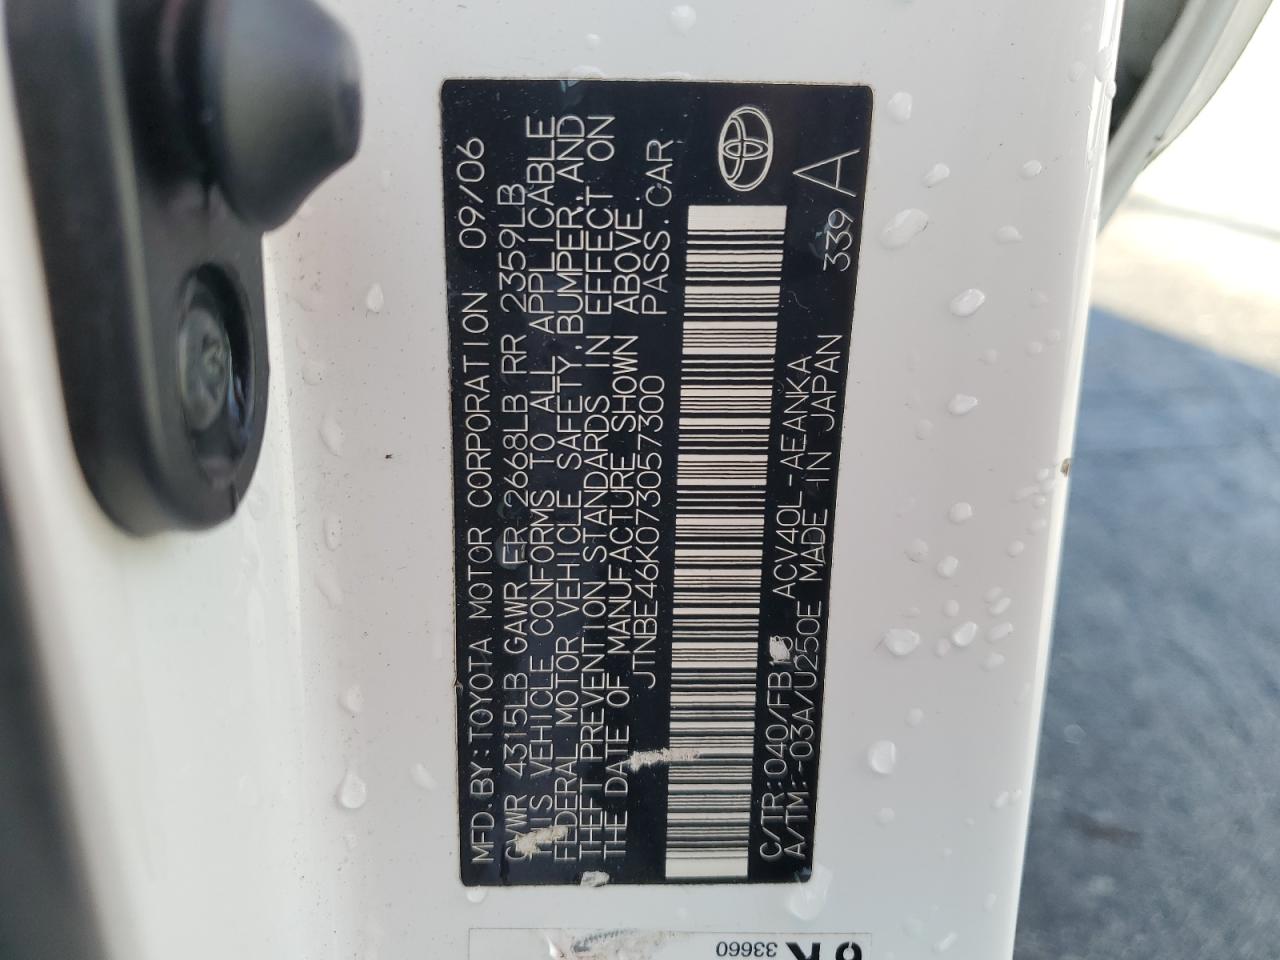 MFD. BY: TOYOTA MOTOR CORPORATION 09/06
GVWR 4315LB GAWR FR 2668LB RR 2359LB
THIS VEHICLE CONFORMS TO ALL APPLICABLE
FEDERAL MOTOR VEHICLE SAFETY, BUMPER, AND
THEFT PREVENTION STANDARDS IN EFFECT ON
THE DATE OF MANUFACTURE SHOWN ABOVE.
JTNBE46K073057300 PASS. CAR
C/TR: 040/FB18 ACV40L-AEANKA 339 A
A/TM: -03A/U250E MADE IN JAPAN
33660